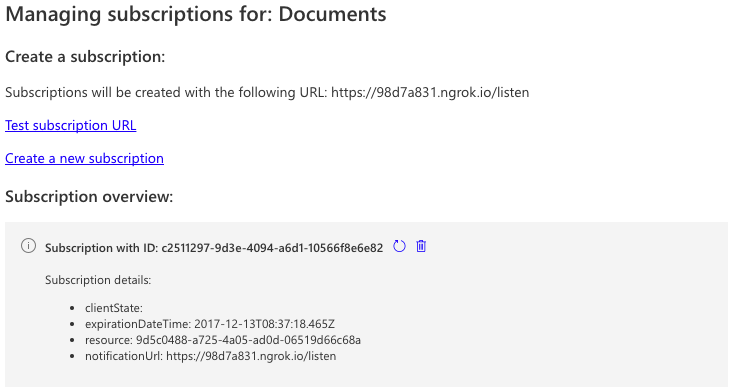 Managing subscriptions for: Documents
Create a subscription:
Subscriptions will be created with the following URL: https://98d7a831.ngrok.io/listen
Test subscription URL
Create a new subscription
Subscription overview:
Subscription with ID: c2511297-9d3e-4094-a6d1-10566f8e6e82
Subscription details:
• clientState:
• expirationDateTime: 2017-12-13T08:37:18.465Z
• resource: 9d5c0488-a725-4a05-ad0d-06519d66c68a
• notificationUrl: https://98d7a831.ngrok.io/listen